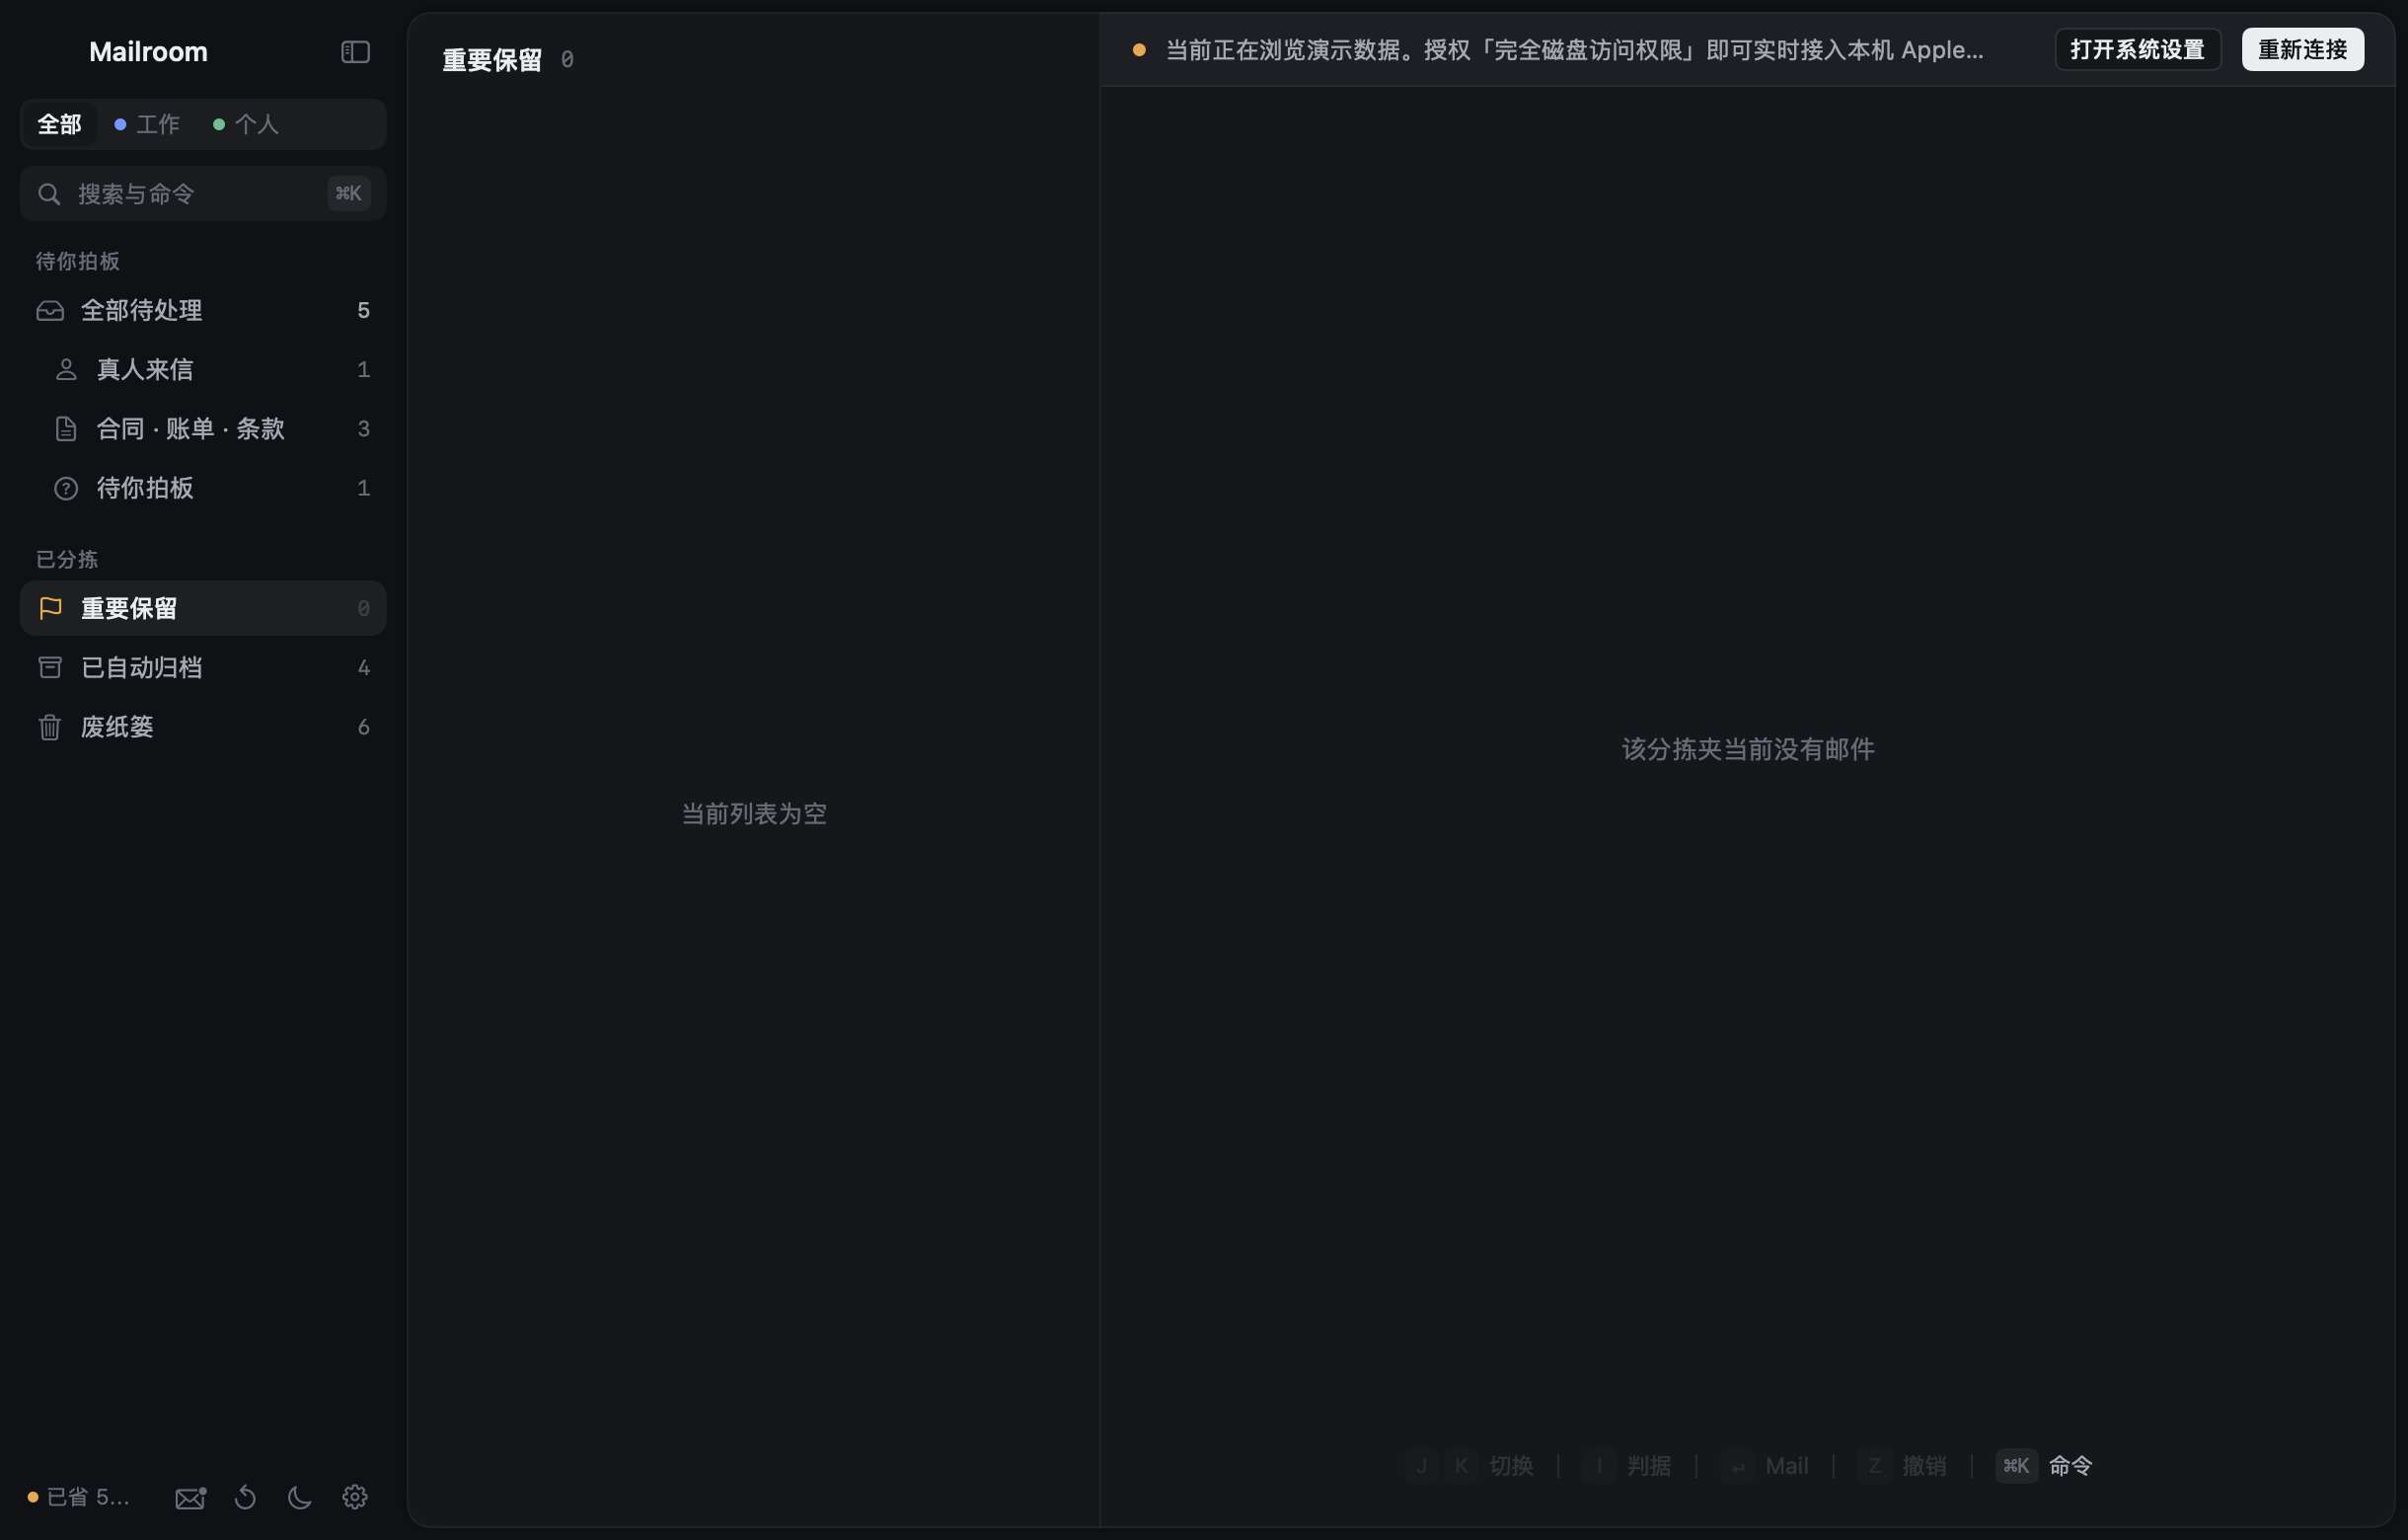 Mailroom
全部 工作 个人
搜索与命令 ⌘K
待你拍板
全部待处理 5
真人来信 1
合同 · 账单 · 条款 3
待你拍板 1
已分拣
重要保留 0
已自动归档 4
废纸篓 6
已省 5...
重要保留 0
当前列表为空
当前正在浏览演示数据。授权「完全磁盘访问权限」即可实时接入本机 Apple... 打开系统设置 重新连接
该分拣夹当前没有邮件
J K 切换 | I 判据 | ↵ Mail | Z 撤销 | ⌘K 命令